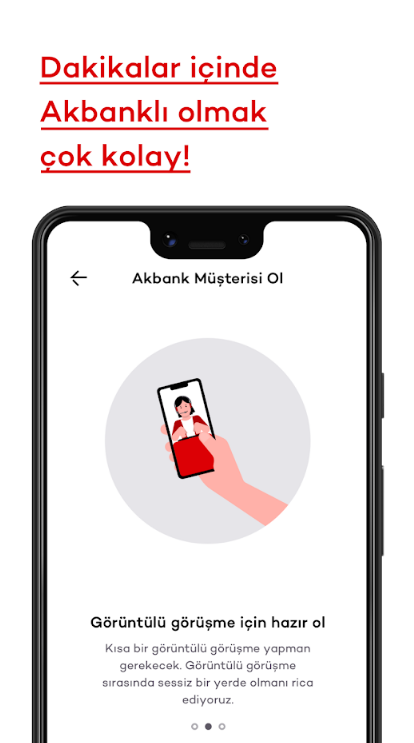 Dakikalar içinde
Akbanklı olmak
çok kolay!
Akbank Müşterisi Ol
Görüntülü görüşme için hazır ol
Kısa bir görüntülü görüşme yapman
gerekecek. Görüntülü görüşme
sırasında sessiz bir yerde olmanı rica
ediyoruz.